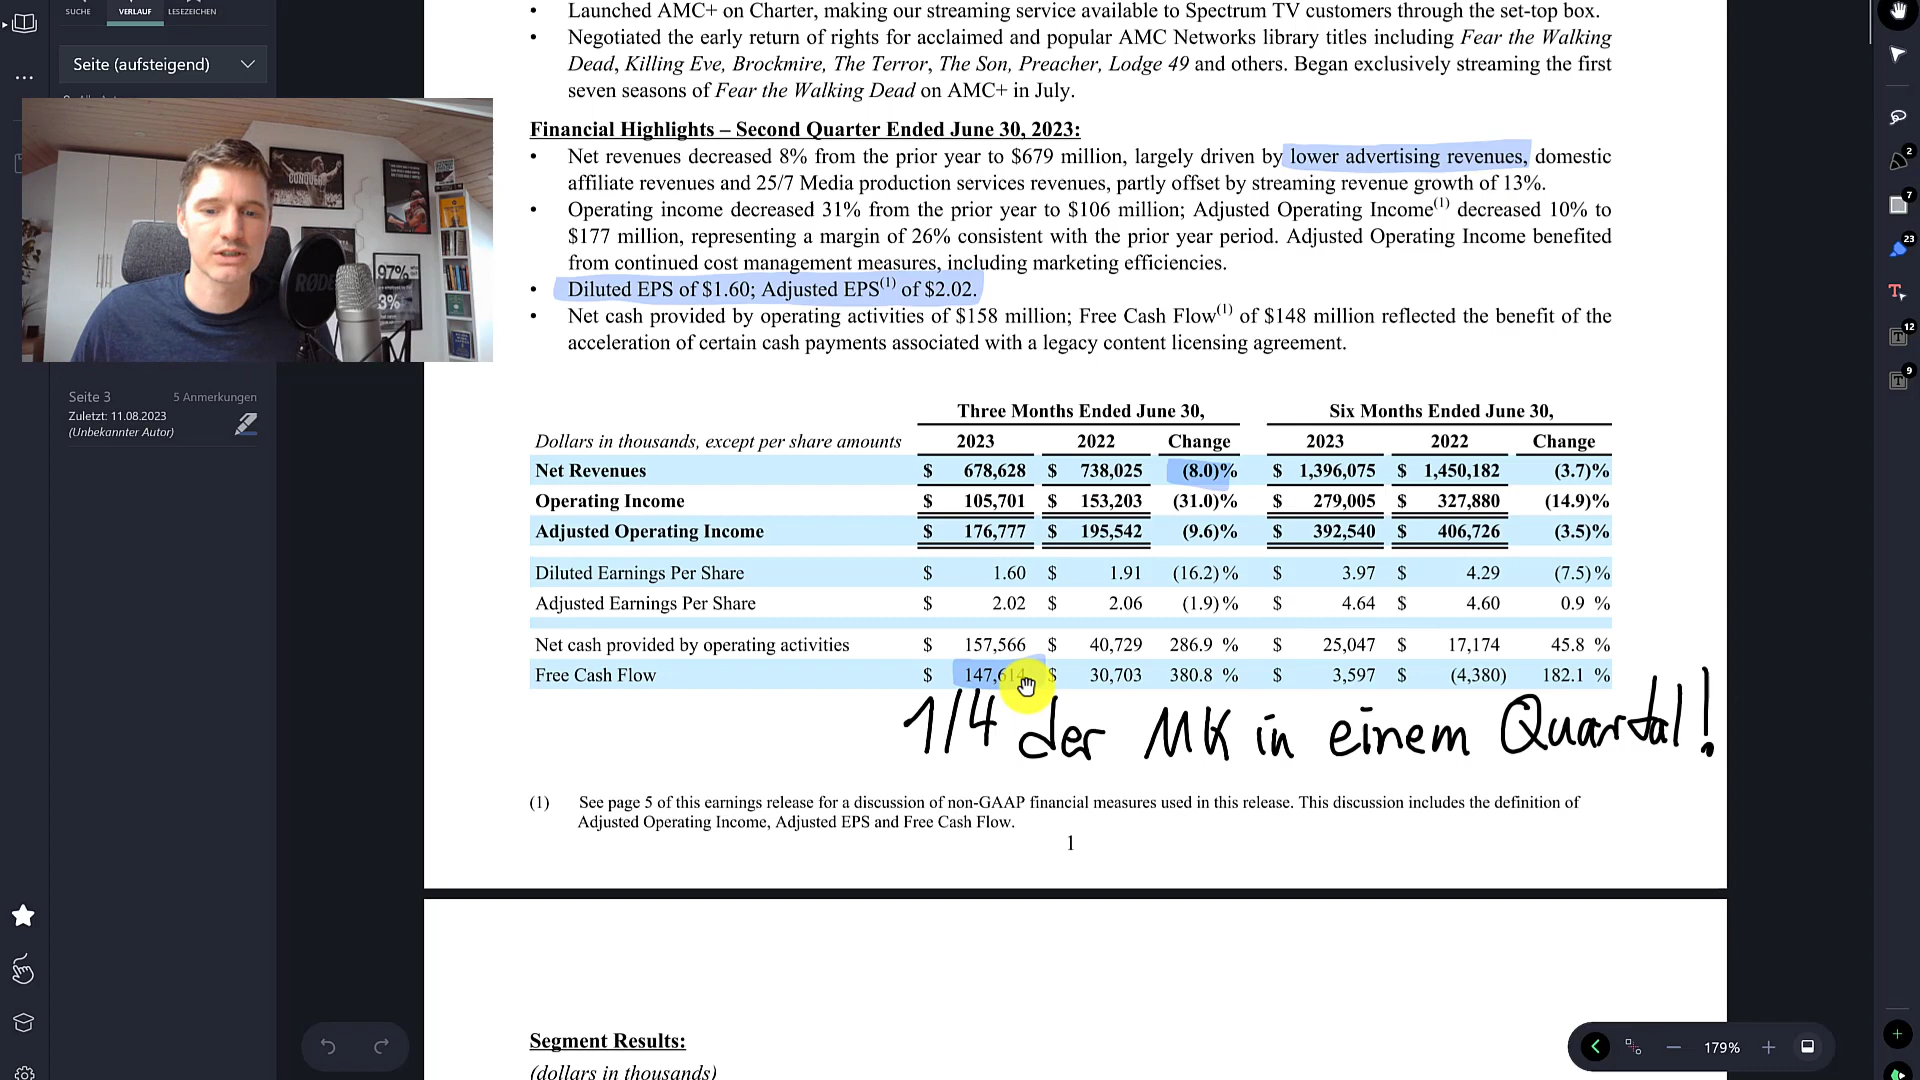 SUCHE VERLAUF LESEZEICHEN
Seite (aufsteigend)
CONQUER
RØDE
97%
3%
Seite 3 5 Anmerkungen
Zuletzt: 11.08.2023
(Unbekannter Autor)
• Launched AMC+ on Charter, making our streaming service available to Spectrum TV customers through the set-top box.
• Negotiated the early return of rights for acclaimed and popular AMC Networks library titles including Fear the Walking
Dead, Killing Eve, Brockmire, The Terror, The Son, Preacher, Lodge 49 and others. Began exclusively streaming the first
seven seasons of Fear the Walking Dead on AMC+ in July.
Financial Highlights – Second Quarter Ended June 30, 2023:
• Net revenues decreased 8% from the prior year to $679 million, largely driven by lower advertising revenues, domestic
affiliate revenues and 25/7 Media production services revenues, partly offset by streaming revenue growth of 13%.
• Operating income decreased 31% from the prior year to $106 million; Adjusted Operating Income(1) decreased 10% to
$177 million, representing a margin of 26% consistent with the prior year period. Adjusted Operating Income benefited
from continued cost management measures, including marketing efficiencies.
• Diluted EPS of $1.60; Adjusted EPS(1) of $2.02.
• Net cash provided by operating activities of $158 million; Free Cash Flow(1) of $148 million reflected the benefit of the
acceleration of certain cash payments associated with a legacy content licensing agreement.
Three Months Ended June 30, Six Months Ended June 30,
Dollars in thousands, except per share amounts 2023 2022 Change 2023 2022 Change
Net Revenues $ 678,628 $ 738,025 (8.0)% $ 1,396,075 $ 1,450,182 (3.7)%
Operating Income $ 105,701 $ 153,203 (31.0)% $ 279,005 $ 327,880 (14.9)%
Adjusted Operating Income $ 176,777 $ 195,542 (9.6)% $ 392,540 $ 406,726 (3.5)%
Diluted Earnings Per Share $ 1.60 $ 1.91 (16.2)% $ 3.97 $ 4.29 (7.5)%
Adjusted Earnings Per Share $ 2.02 $ 2.06 (1.9)% $ 4.64 $ 4.60 0.9 %
Net cash provided by operating activities $ 157,566 $ 40,729 286.9 % $ 25,047 $ 17,174 45.8 %
Free Cash Flow $ 147,614 $ 30,703 380.8 % $ 3,597 $ (4,380) 182.1 %
1/4 der MK in einem Quartal!
(1) See page 5 of this earnings release for a discussion of non-GAAP financial measures used in this release. This discussion includes the definition of
Adjusted Operating Income, Adjusted EPS and Free Cash Flow.
1
Segment Results:
(dollars in thousands)
2
7
23
12
9
179%